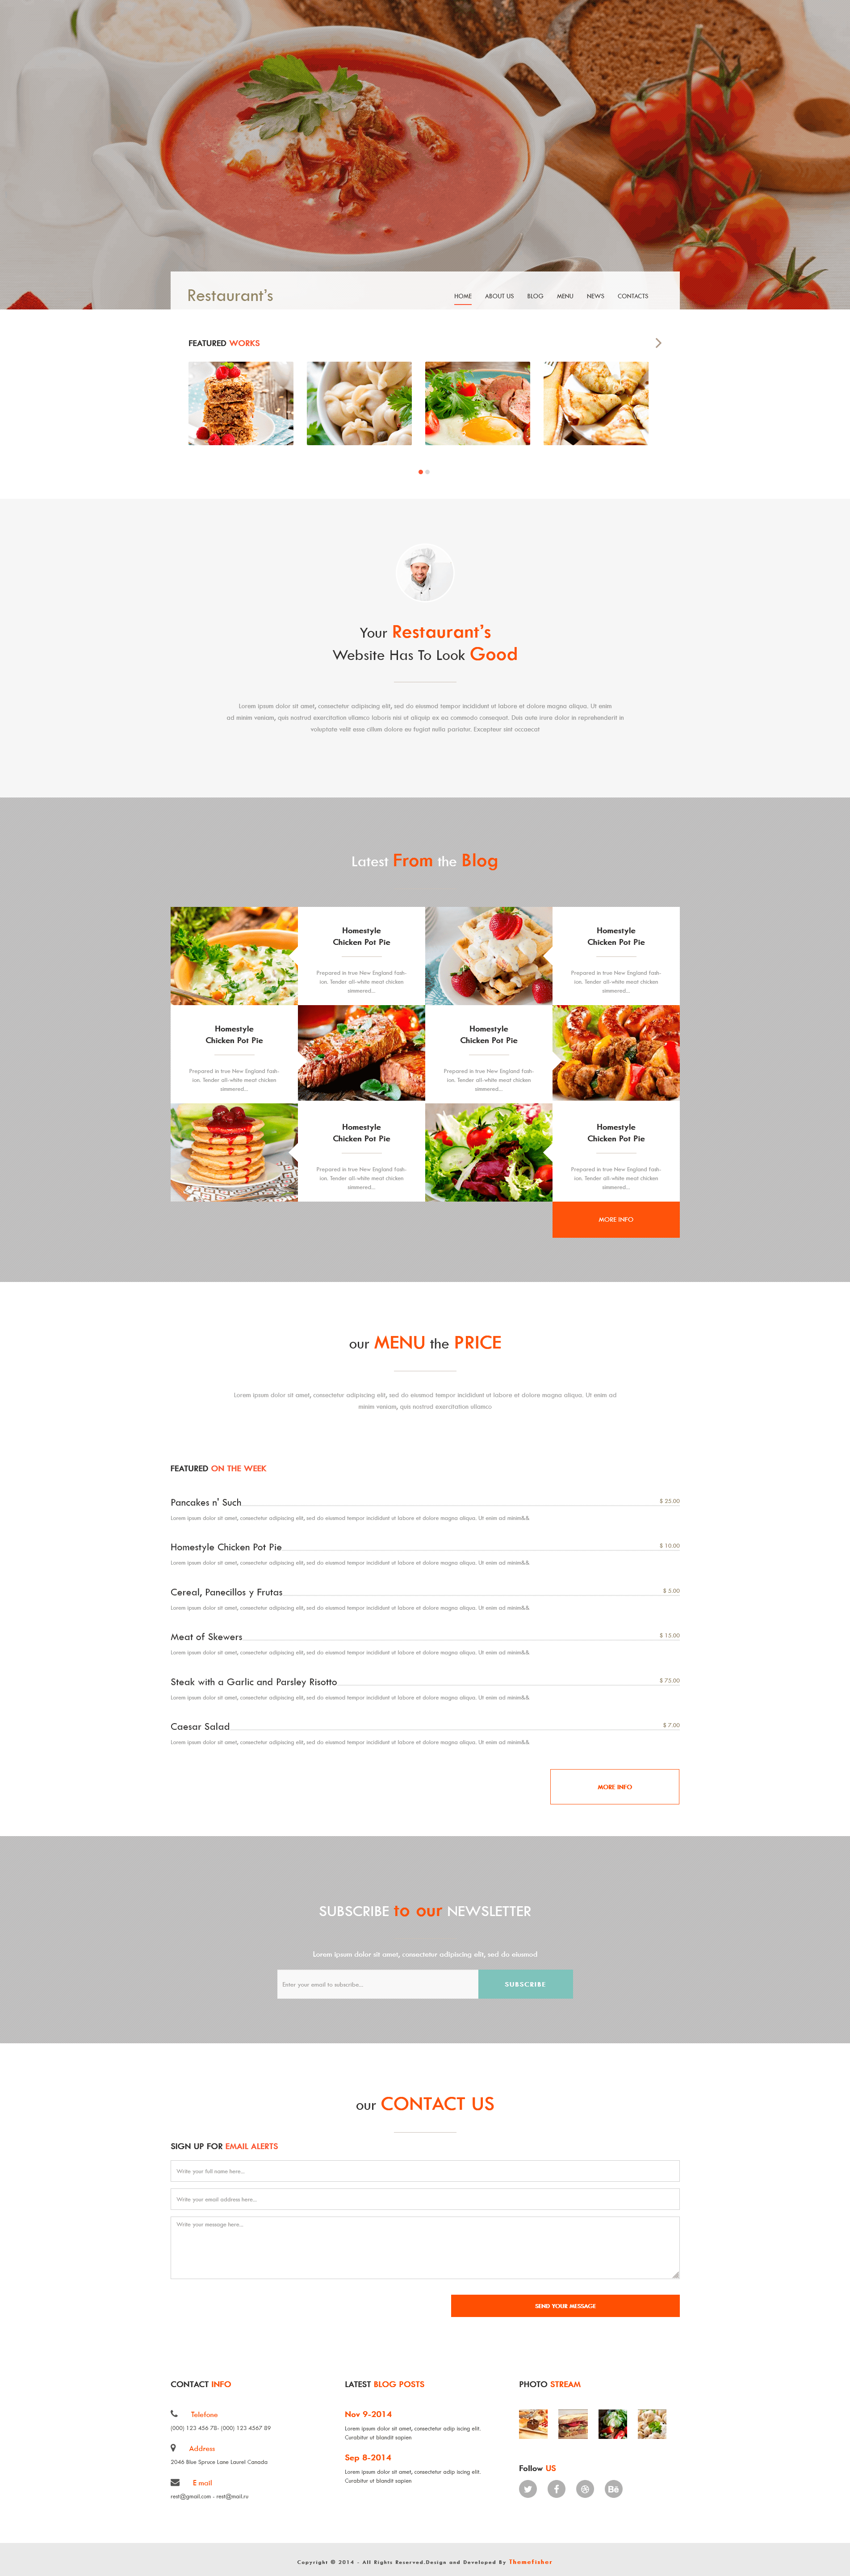 Restaurant's
HOME ABOUT US BLOG MENU NEWS CONTACTS
FEATURED WORKS
Your Restaurant's
Website Has To Look Good
Lorem ipsum dolor sit amet, consectetur adipiscing elit, sed do eiusmod tempor incididunt ut labore et dolore magna aliqua. Ut enim
ad minim veniam, quis nostrud exercitation ullamco laboris nisi ut aliquip ex ea commodo consequat. Duis aute irure dolor in reprehenderit in
voluptate velit esse cillum dolore eu fugiat nulla pariatur. Excepteur sint occaecat
Latest From the Blog
Homestyle
Chicken Pot Pie
Prepared in true New England fash-
ion. Tender all-white meat chicken
simmered...
Homestyle
Chicken Pot Pie
Prepared in true New England fash-
ion. Tender all-white meat chicken
simmered...
Homestyle
Chicken Pot Pie
Prepared in true New England fash-
ion. Tender all-white meat chicken
simmered...
Homestyle
Chicken Pot Pie
Prepared in true New England fash-
ion. Tender all-white meat chicken
simmered...
Homestyle
Chicken Pot Pie
Prepared in true New England fash-
ion. Tender all-white meat chicken
simmered...
Homestyle
Chicken Pot Pie
Prepared in true New England fash-
ion. Tender all-white meat chicken
simmered...
MORE INFO
our MENU the PRICE
Lorem ipsum dolor sit amet, consectetur adipiscing elit, sed do eiusmod tempor incididunt ut labore et dolore magna aliqua. Ut enim ad
minim veniam, quis nostrud exercitation ullamco
FEATURED ON THE WEEK
Pancakes n' Such $ 25.00
Lorem ipsum dolor sit amet, consectetur adipiscing elit, sed do eiusmod tempor incididunt ut labore et dolore magna aliqua. Ut enim ad minim&&
Homestyle Chicken Pot Pie $ 10.00
Lorem ipsum dolor sit amet, consectetur adipiscing elit, sed do eiusmod tempor incididunt ut labore et dolore magna aliqua. Ut enim ad minim&&
Cereal, Panecillos y Frutas $ 5.00
Lorem ipsum dolor sit amet, consectetur adipiscing elit, sed do eiusmod tempor incididunt ut labore et dolore magna aliqua. Ut enim ad minim&&
Meat of Skewers $ 15.00
Lorem ipsum dolor sit amet, consectetur adipiscing elit, sed do eiusmod tempor incididunt ut labore et dolore magna aliqua. Ut enim ad minim&&
Steak with a Garlic and Parsley Risotto $ 75.00
Lorem ipsum dolor sit amet, consectetur adipiscing elit, sed do eiusmod tempor incididunt ut labore et dolore magna aliqua. Ut enim ad minim&&
Caesar Salad $ 7.00
Lorem ipsum dolor sit amet, consectetur adipiscing elit, sed do eiusmod tempor incididunt ut labore et dolore magna aliqua. Ut enim ad minim&&
MORE INFO
SUBSCRIBE to our NEWSLETTER
Lorem ipsum dolor sit amet, consectetur adipiscing elit, sed do eiusmod
Enter your email to subscribe... SUBSCRIBE
our CONTACT US
SIGN UP FOR EMAIL ALERTS
Write your full name here...
Write your email address here...
Write your message here...
SEND YOUR MESSAGE
CONTACT INFO
Telefone
(000) 123 456 78- (000) 123 4567 89
Address
2046 Blue Spruce Lane Laurel Canada
E mail
rest@gmail.com - rest@mail.ru
LATEST BLOG POSTS
Nov 9-2014
Lorem ipsum dolor sit amet, consectetur adip iscing elit.
Curabitur ut blandit sapien
Sep 8-2014
Lorem ipsum dolor sit amet, consectetur adip iscing elit.
Curabitur ut blandit sapien
PHOTO STREAM
Follow US
Bē
Copyright © 2014 - All Rights Reserved.Design and Developed By Themefisher